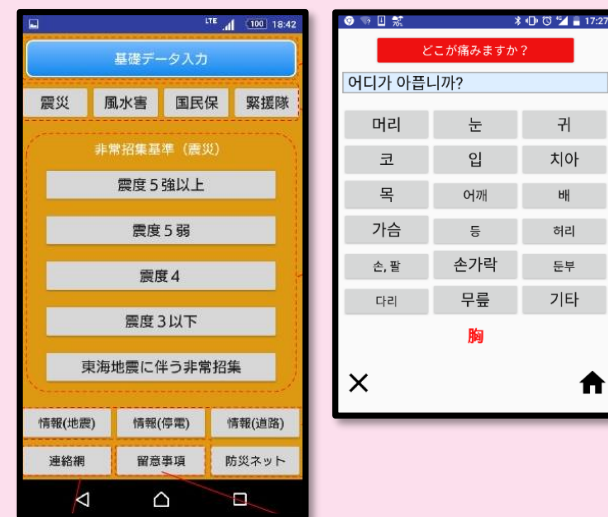 LTE 100 18:42
基礎データ入力
震災 風水害 国民保 緊援隊
非常招集基準（震災）
震度５強以上
震度５弱
震度４
震度３以下
東海地震に伴う非常招集
情報(地震) 情報(停電) 情報(道路)
連絡網 留意事項 防災ネット
17:27
どこが痛みますか？
어디가 아픕니까?
머리 눈 귀
코 입 치아
목 어깨 배
가슴 등 허리
손, 팔 손가락 둔부
다리 무릎 기타
胸